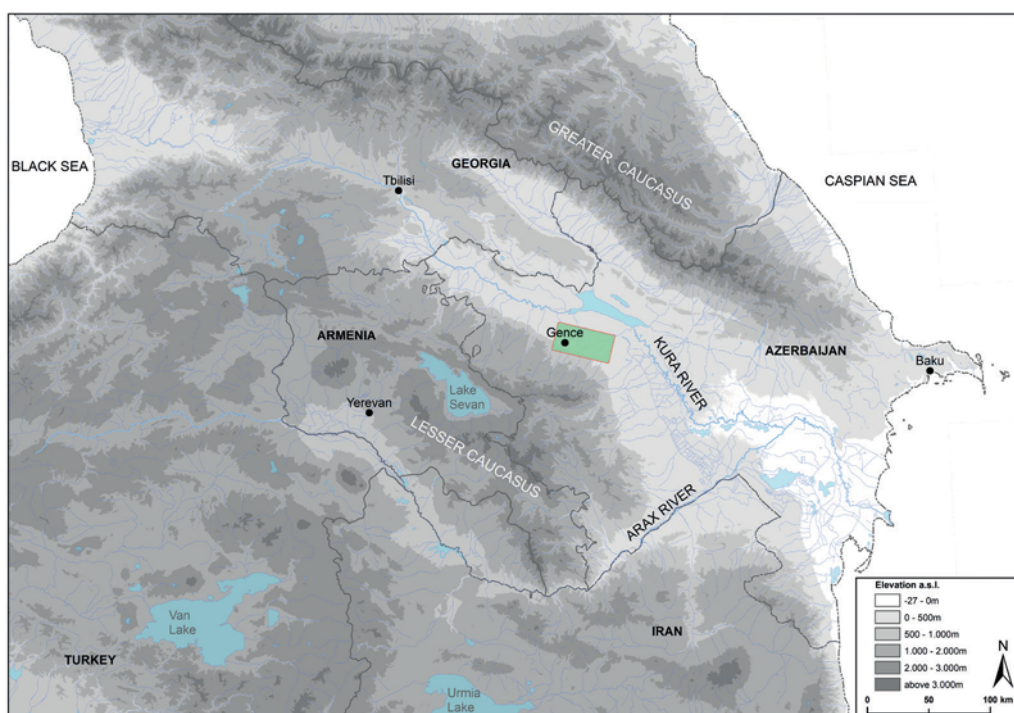 GREATER CAUCASUS
BLACK SEA
GEORGIA
CASPIAN SEA
Tbilisi
ARMENIA
Gence
KURA RIVER
AZERBAIJAN
Baku
Lake
Sevan
Yerevan
LESSER CAUCASUS
ARAX RIVER
Van
Lake
IRAN
TURKEY
Urmia
Lake
Elevation a.s.l.
-27 - 0m
0 - 500m
500 - 1.000m
1.000 - 2.000m
2.000 - 3.000m
above 3.000m
N
0 50 100 km